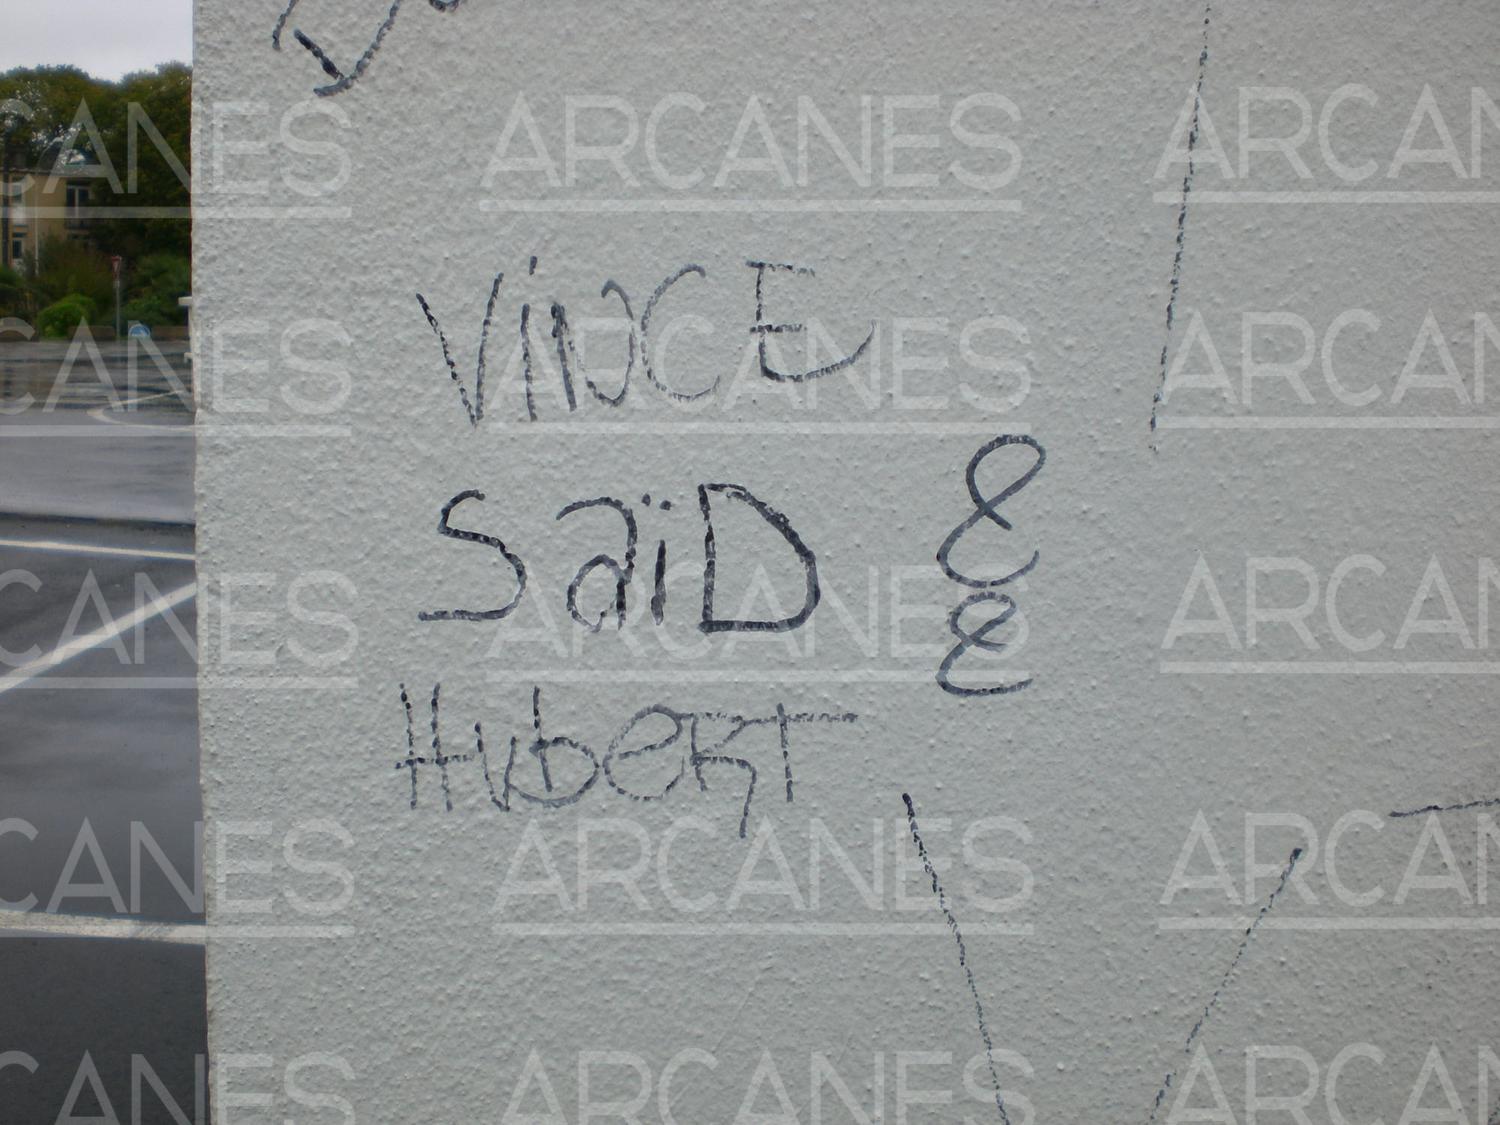 VINCE
SaïD &
&
HubeRT
ARCANES